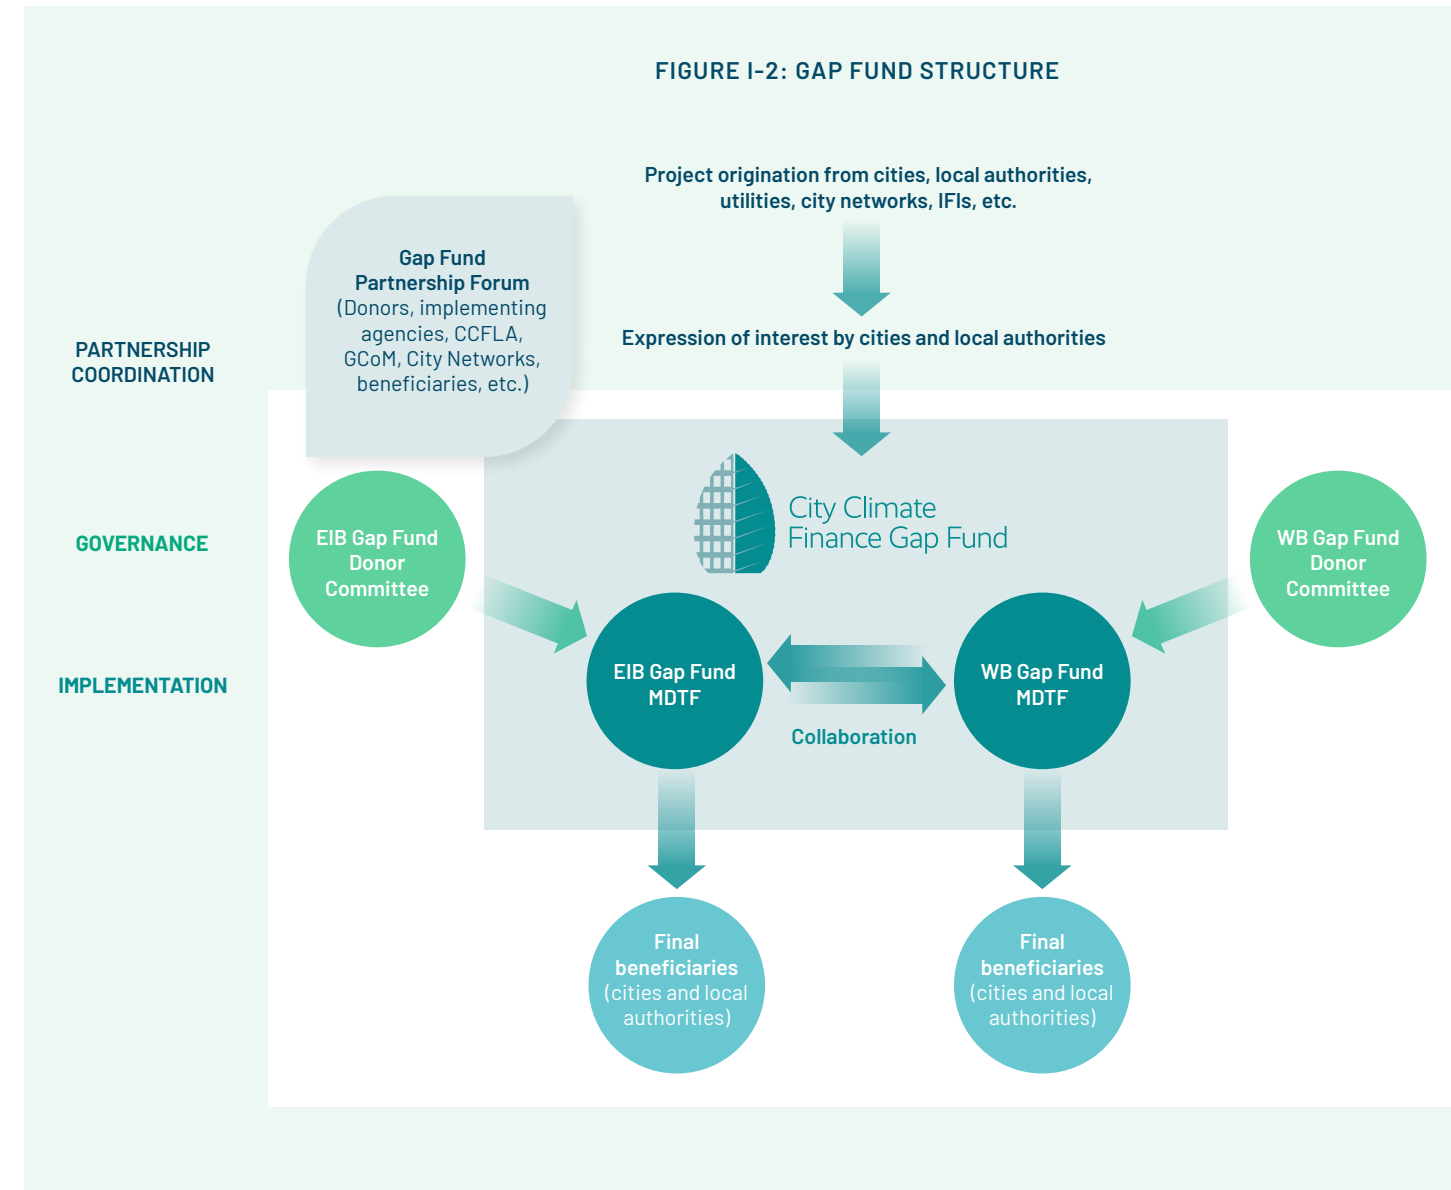 FIGURE I-2: GAP FUND STRUCTURE
Project origination from cities, local authorities,
utilities, city networks, IFIs, etc.
Gap Fund
Partnership Forum
(Donors, implementing
agencies, CCFLA,
GCoM, City Networks,
beneficiaries, etc.)
Expression of interest by cities and local authorities
PARTNERSHIP
COORDINATION
City Climate
Finance Gap Fund
GOVERNANCE
EIB Gap Fund
Donor
Committee
WB Gap Fund
Donor
Committee
IMPLEMENTATION
EIB Gap Fund
MDTF
Collaboration
WB Gap Fund
MDTF
Final
beneficiaries
(cities and local
authorities)
Final
beneficiaries
(cities and local
authorities)